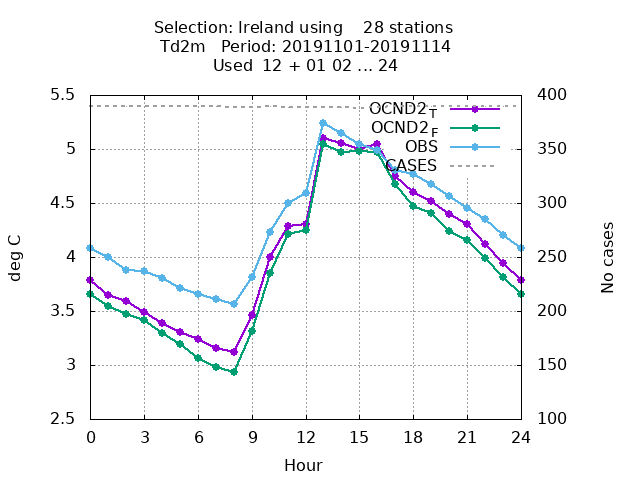 Selection: Ireland using 28 stations
Td2m Period: 20191101-20191114
Used 12 + 01 02 ... 24
5.5 400
OCND2T
OCND2F
OBS
CASES
5 350
4.5 300
4 250
3.5 200
3 150
2.5 100
deg C
No cases
0 3 6 9 12 15 18 21 24
Hour